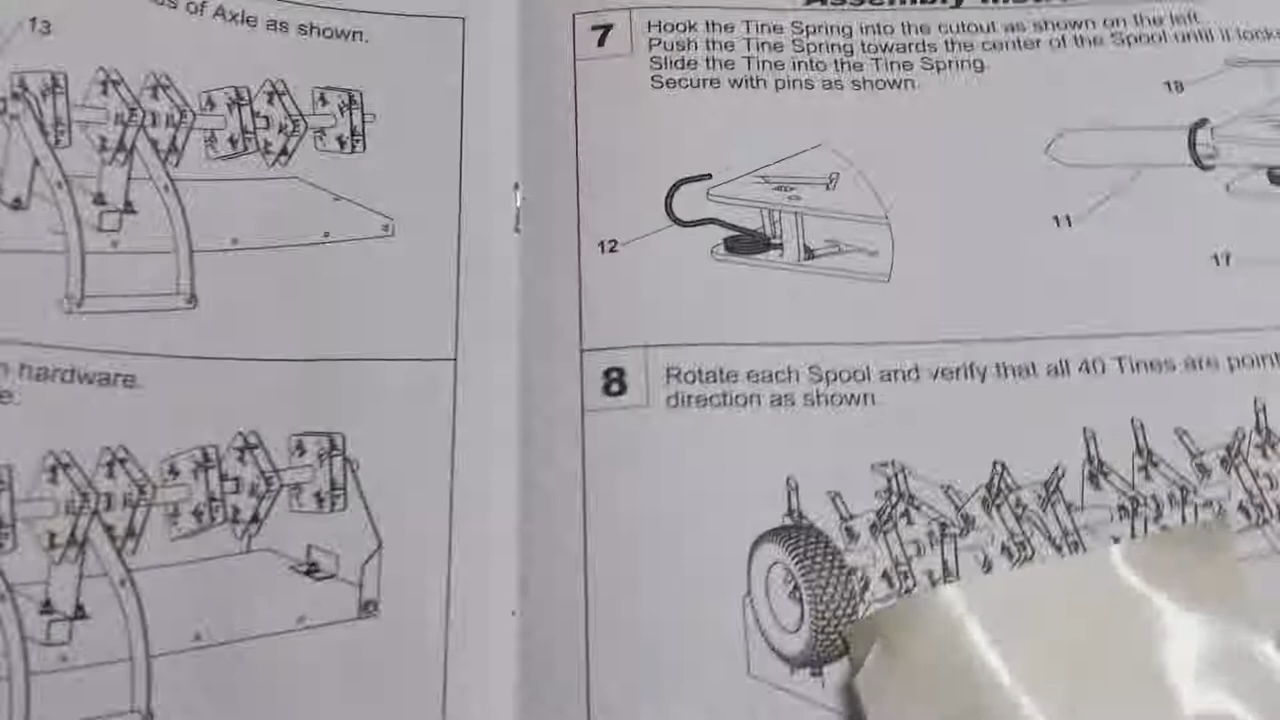 13
of Axle as shown.
hardware.
7
Hook the Tine Spring into the cutout as shown on the left.
Push the Tine Spring towards the center of the Spool until it locks
Slide the Tine into the Tine Spring.
Secure with pins as shown.
18
12
11
17
8
Rotate each Spool and verify that all 40 Tines are
direction as shown.